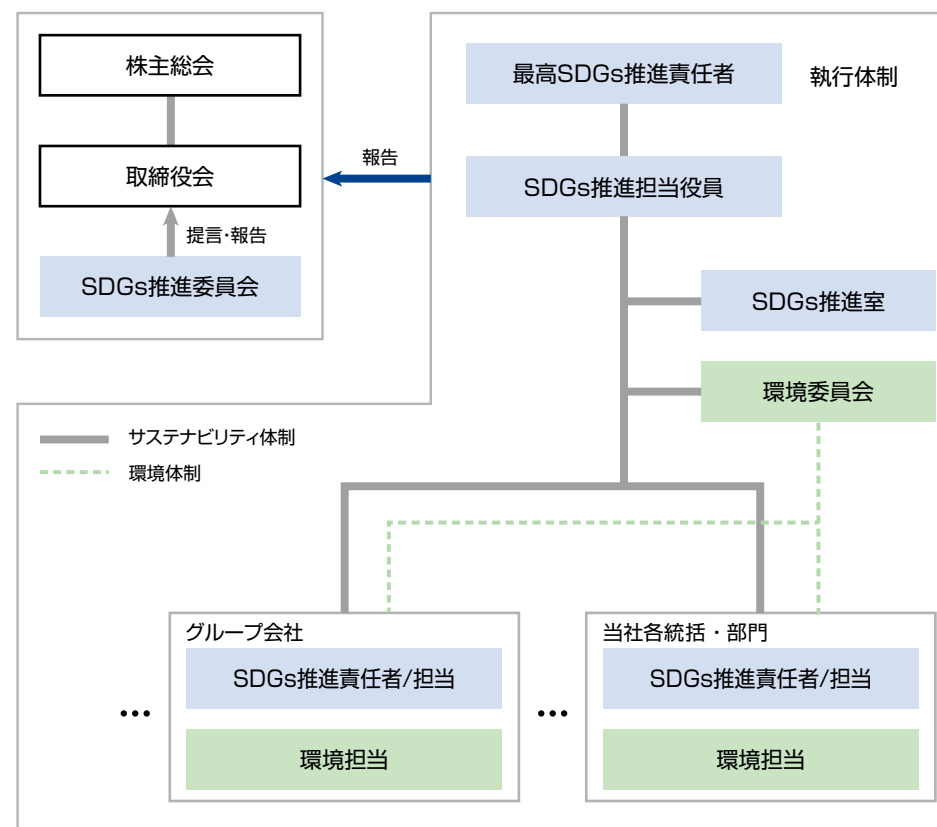 株主総会
取締役会
提言・報告
SDGs推進委員会
報告
最高SDGs推進責任者
執行体制
SDGs推進担当役員
SDGs推進室
環境委員会
サステナビリティ体制
環境体制
グループ会社
SDGs推進責任者/担当
環境担当
当社各統括・部門
SDGs推進責任者/担当
環境担当
…
…